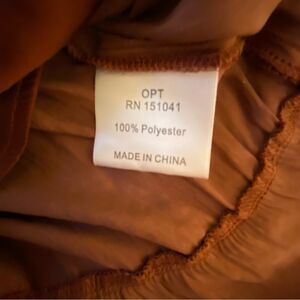 OPT
RN 151041
100% Polyester
MADE IN CHINA